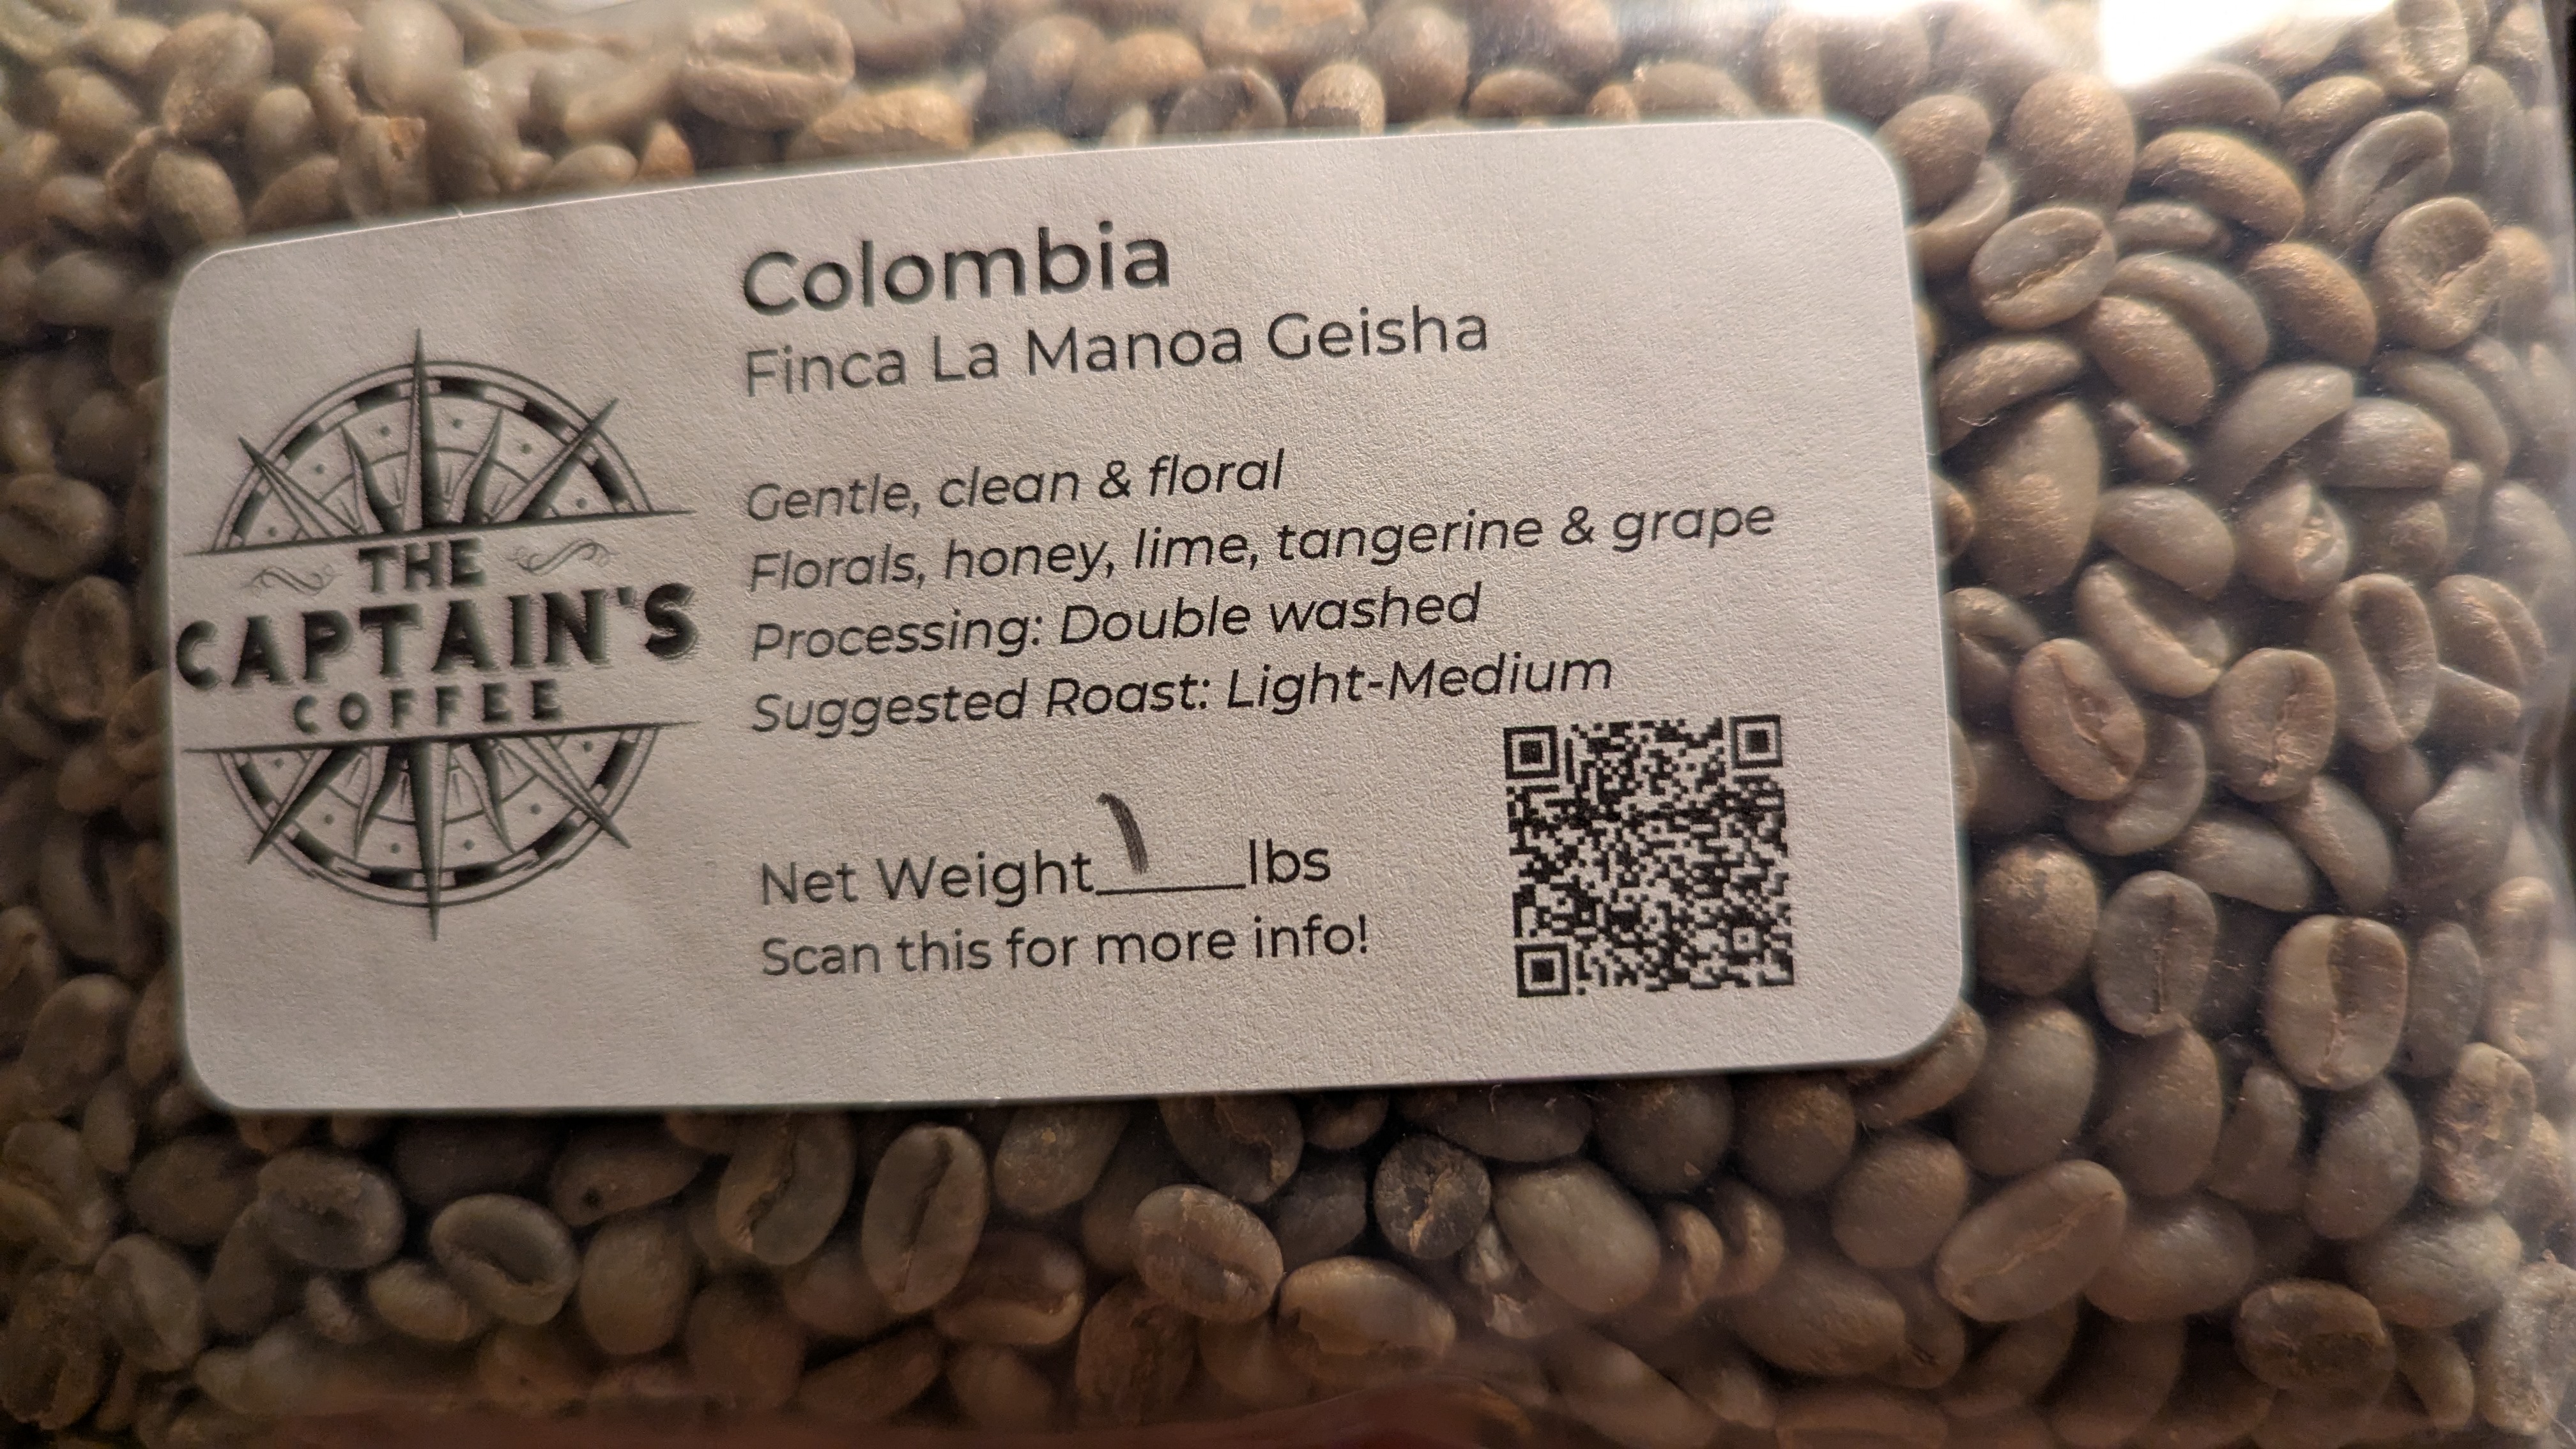 Colombia
Finca La Manoa Geisha
Gentle, clean & floral
Florals, honey, lime, tangerine & grape
Processing: Double washed
Suggested Roast: Light-Medium
Net Weight 1 lbs
Scan this for more info!
THE
CAPTAIN'S
COFFEE